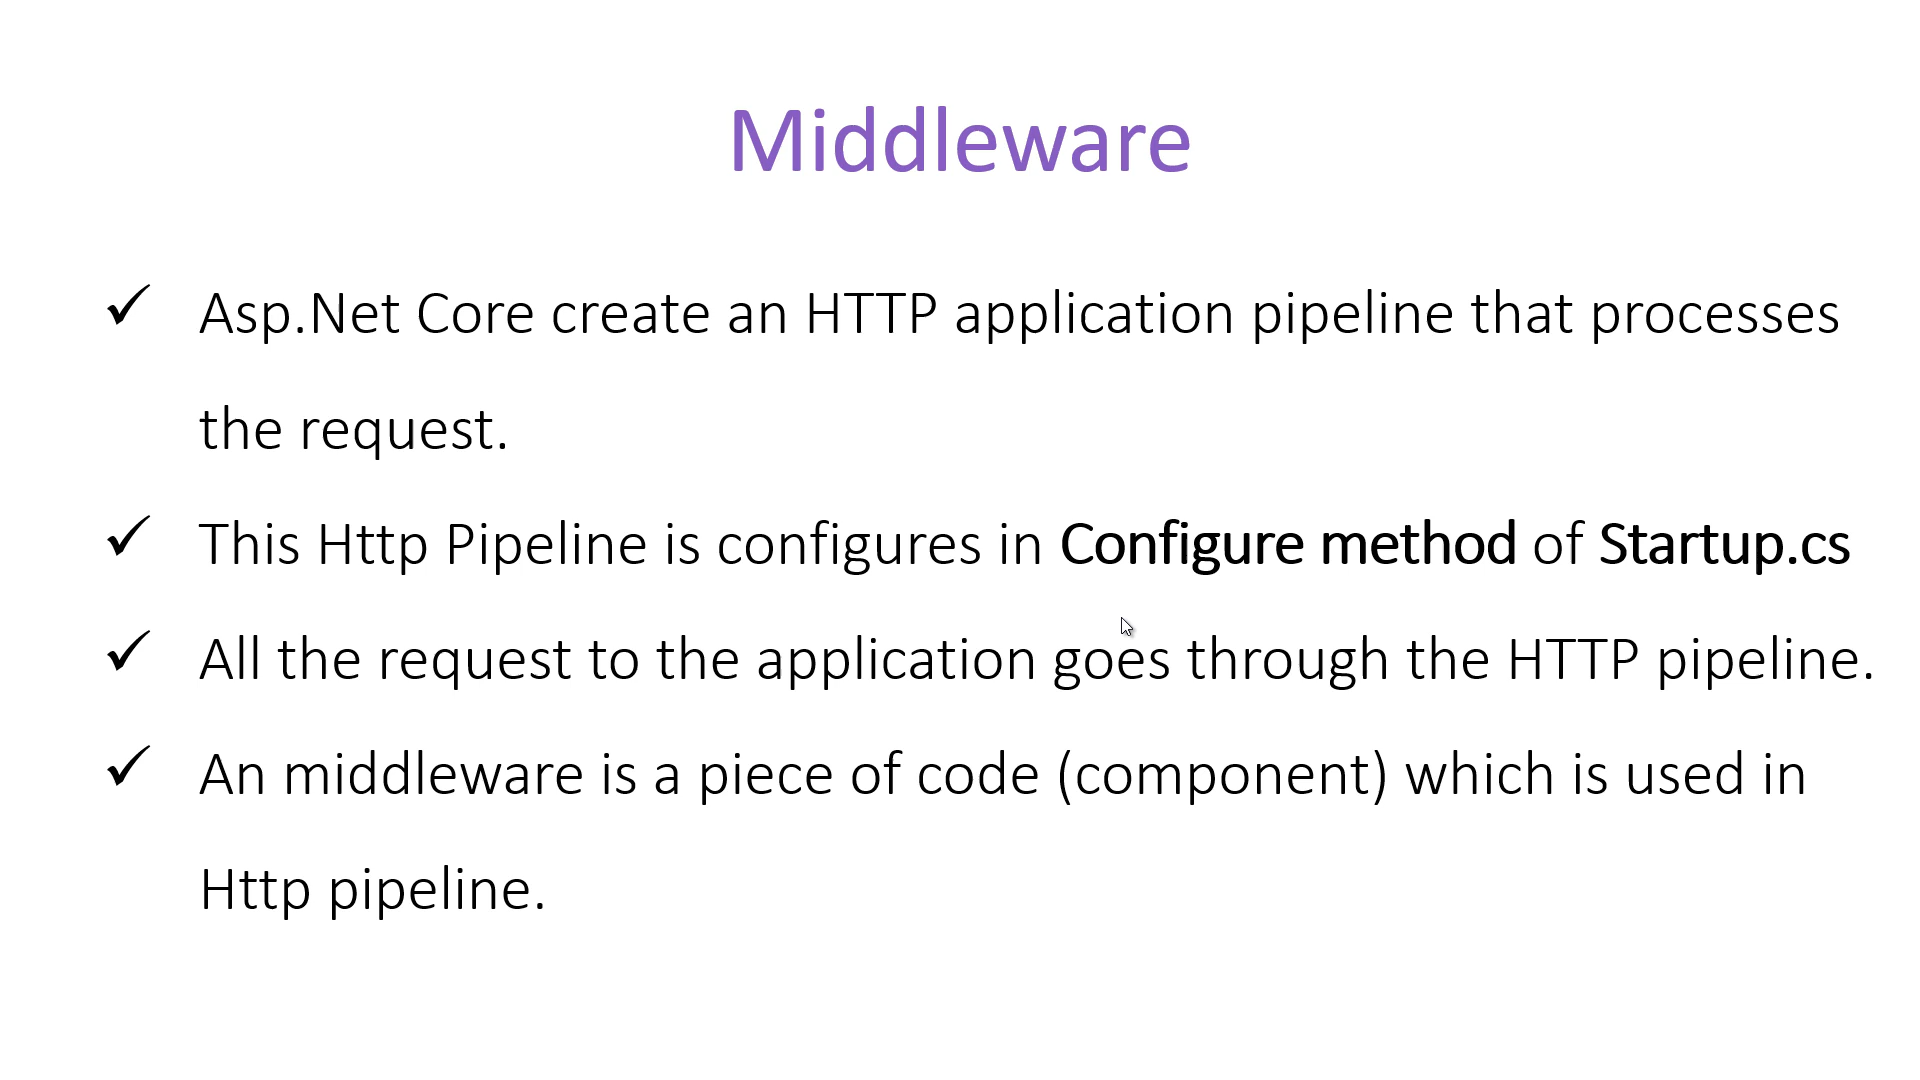 Middleware
✓ Asp.Net Core create an HTTP application pipeline that processes
the request.
✓ This Http Pipeline is configures in Configure method of Startup.cs
✓ All the request to the application goes through the HTTP pipeline.
✓ An middleware is a piece of code (component) which is used in
Http pipeline.